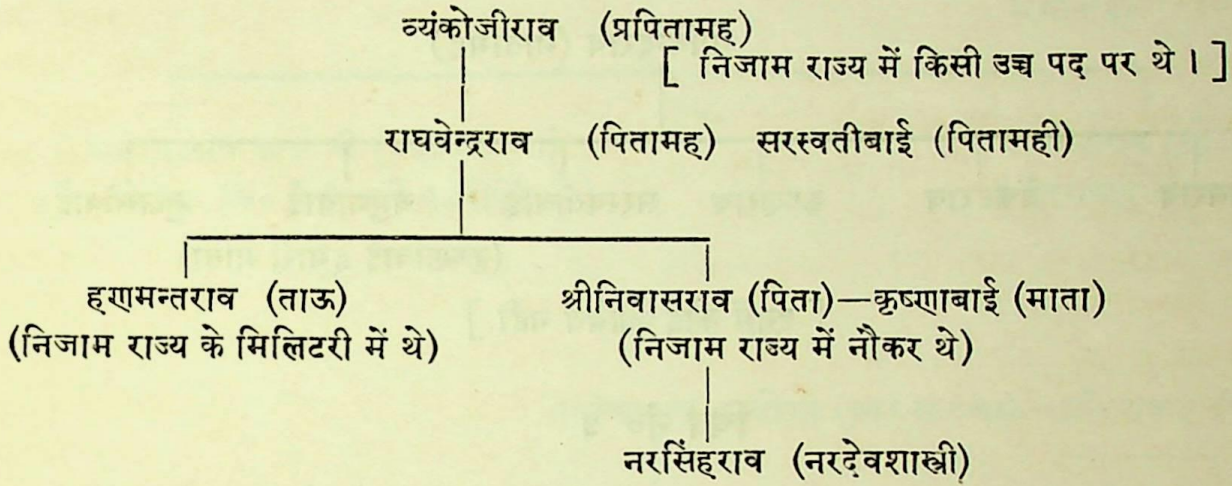 व्यंकोजीराव (प्रपितामह)
[ निजाम राज्य में किसी उच्च पद पर थे । ]
राघवेन्द्रराव (पितामह) सरस्वतीबाई (पितामही)
हणमन्तराव (ताऊ) श्रीनिवासराव (पिता)—कृष्णाबाई (माता)
(निजाम राज्य के मिलिटरी में थे) (निजाम राज्य में नौकर थे)
नरसिंहराव (नरदेवशास्त्री)